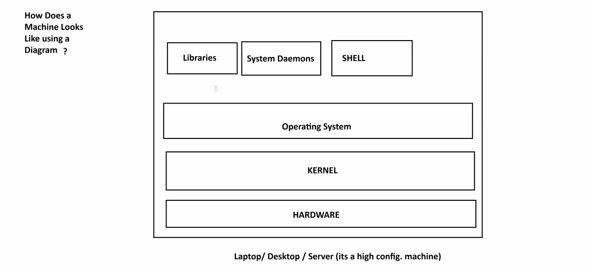 How Does a
Machine Looks
Like using a
Diagram ?
Libraries
System Daemons
SHELL
Operating System
KERNEL
HARDWARE
Laptop/ Desktop / Server (its a high config. machine)